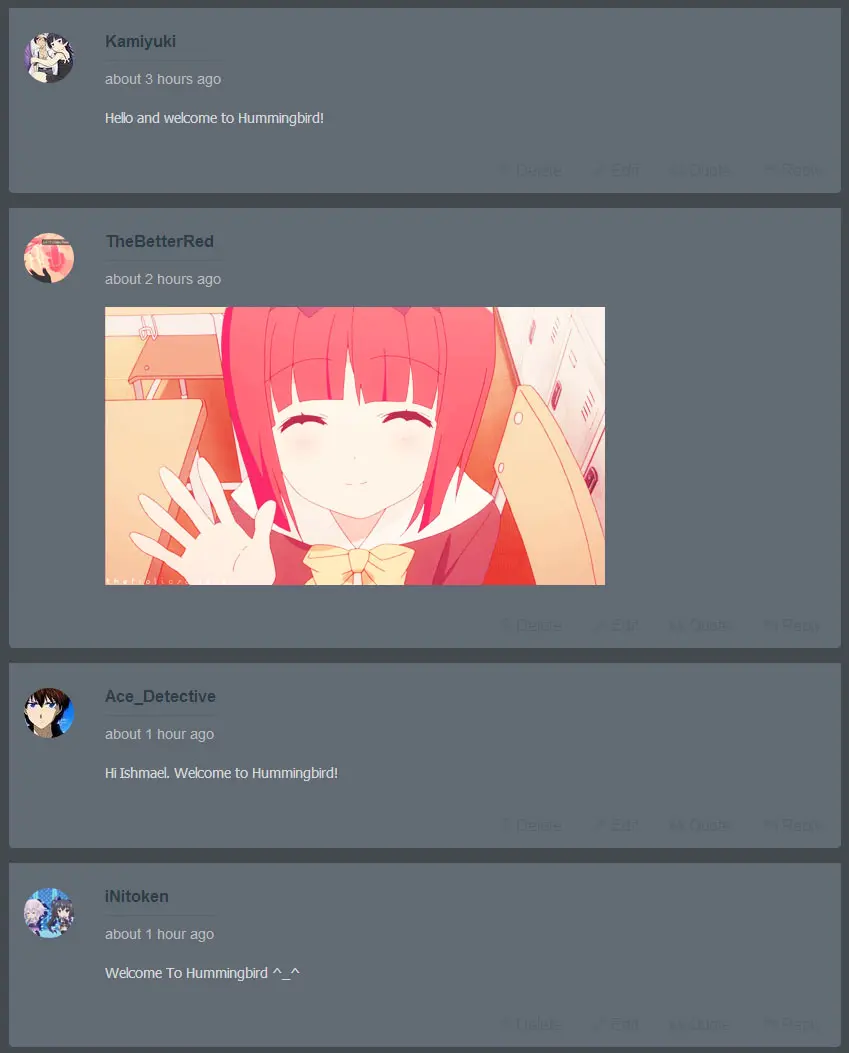 Kamiyuki
about 3 hours ago
Hello and welcome to Hummingbird!
Delete Edit Quote Reply
TheBetterRed
about 2 hours ago
Delete Edit Quote Reply
Ace_Detective
about 1 hour ago
Hi Ishmael. Welcome to Hummingbird!
Delete Edit Quote Reply
iNitoken
about 1 hour ago
Welcome To Hummingbird ^_^
Delete Edit Quote Reply